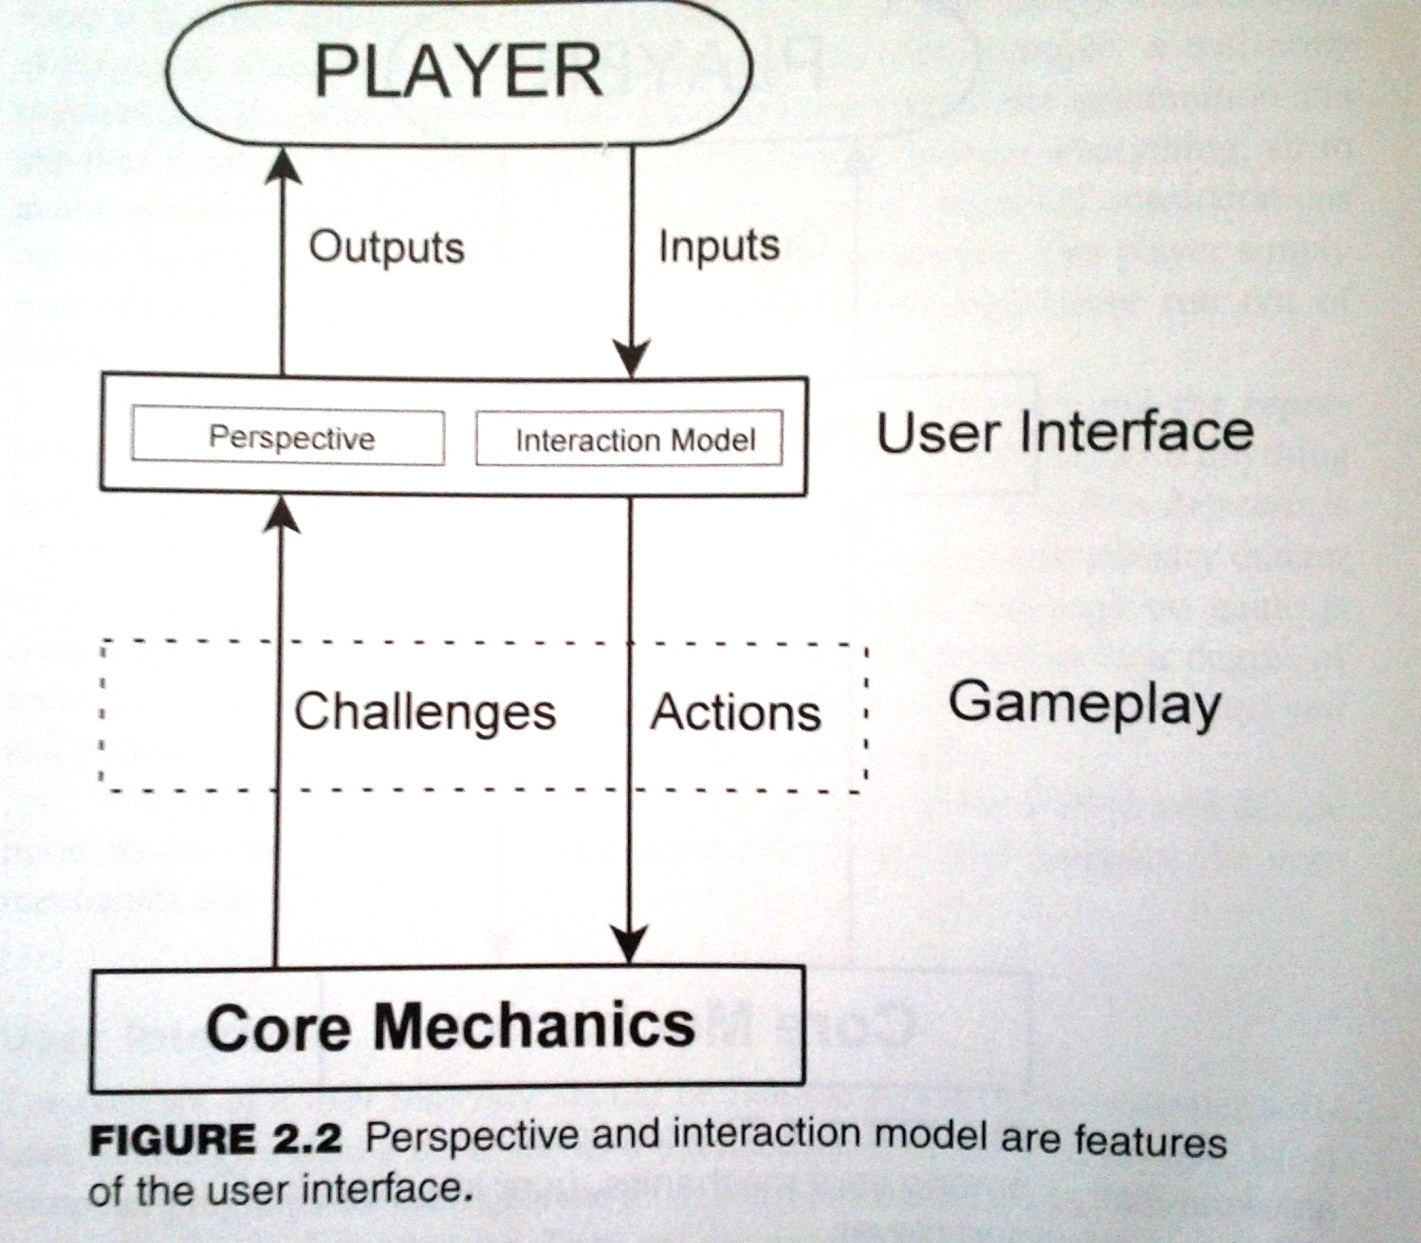 PLAYER
Outputs Inputs
Perspective Interaction Model User Interface
Challenges Actions Gameplay
Core Mechanics
FIGURE 2.2 Perspective and interaction model are features
of the user interface.